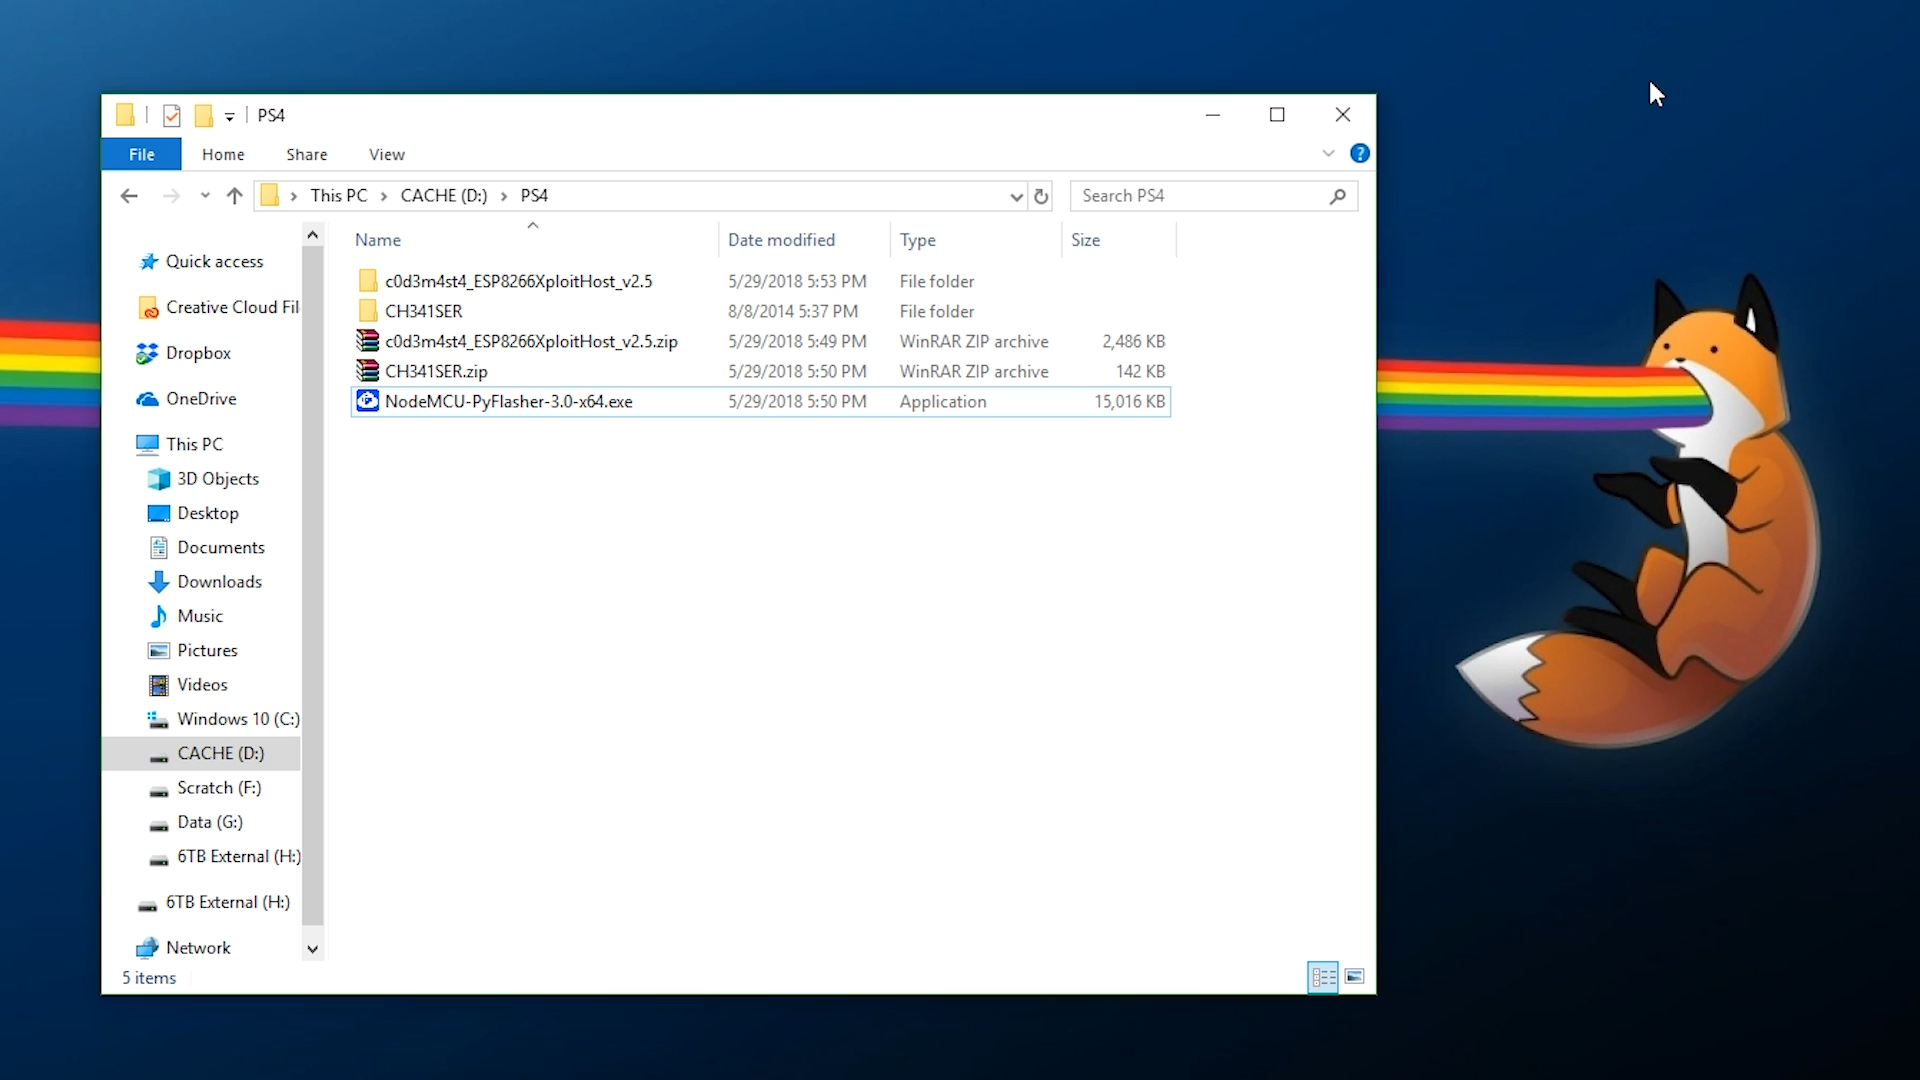 PS4
File Home Share View
This PC > CACHE (D:) > PS4
Search PS4
Name Date modified Type Size
c0d3m4st4_ESP8266XploitHost_v2.5 5/29/2018 5:53 PM File folder
CH341SER 8/8/2014 5:37 PM File folder
c0d3m4st4_ESP8266XploitHost_v2.5.zip 5/29/2018 5:49 PM WinRAR ZIP archive 2,486 KB
CH341SER.zip 5/29/2018 5:50 PM WinRAR ZIP archive 142 KB
NodeMCU-PyFlasher-3.0-x64.exe 5/29/2018 5:50 PM Application 15,016 KB
Quick access
Creative Cloud Fil
Dropbox
OneDrive
This PC
3D Objects
Desktop
Documents
Downloads
Music
Pictures
Videos
Windows 10 (C:)
CACHE (D:)
Scratch (F:)
Data (G:)
6TB External (H:)
6TB External (H:)
Network
5 items